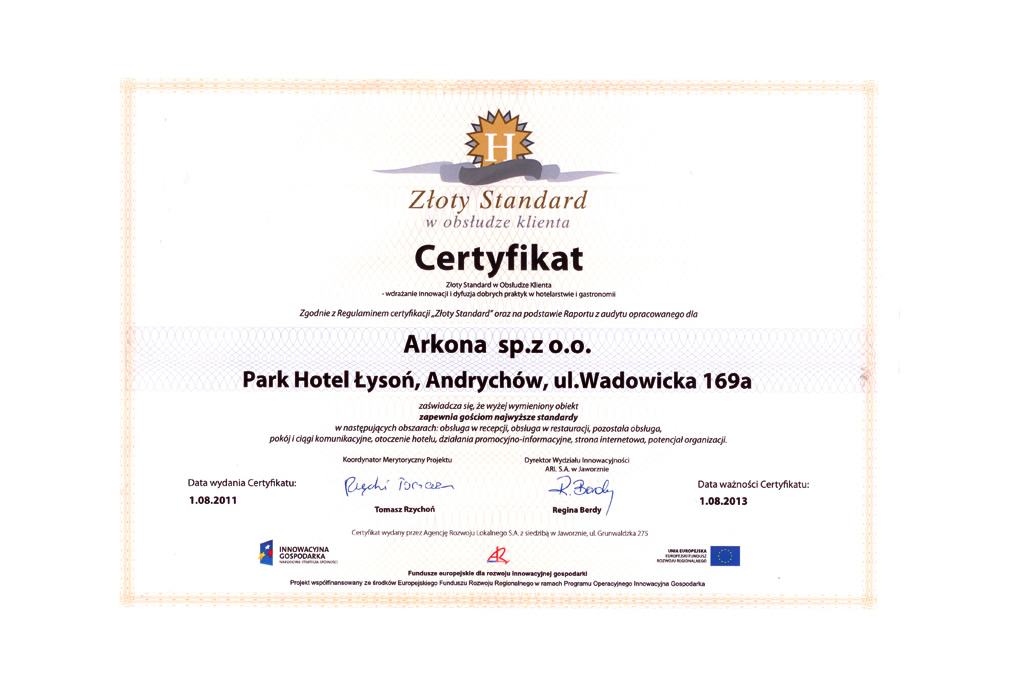 H
Złoty Standard
w obsłudze klienta
Certyfikat
Złoty Standard w Obsłudze Klienta
- wdrażanie innowacji i dyfuzja dobrych praktyk w hotelarstwie i gastronomii
Zgodnie z Regulaminem certyfikacji „Złoty Standard" oraz na podstawie Raportu z audytu opracowanego dla
Arkona sp.z o.o.
Park Hotel Łysoń, Andrychów, ul.Wadowicka 169a
zaświadcza się, że wyżej wymieniony obiekt
zapewnia gościom najwyższe standardy
w następujących obszarach: obsługa w recepcji, obsługa w restauracji, pozostała obsługa,
pokój i ciągi komunikacyjne, otoczenie hotelu, działania promocyjno-informacyjne, strona internetowa, potencjał organizacji.
Koordynator Merytoryczny Projektu
Dyrektor Wydziału Innowacyjności
ARL S.A. w Jaworznie
Data wydania Certyfikatu:
1.08.2011
Tomasz Rzychoń
R. Berdy
Regina Berdy
Data ważności Certyfikatu:
1.08.2013
Certyfikat wydany przez Agencję Rozwoju Lokalnego S.A. z siedzibą w Jaworznie, ul. Grunwaldzka 275
INNOWACYJNA
GOSPODARKA
NARODOWA STRATEGIA SPÓJNOŚCI
UNIA EUROPEJSKA
EUROPEJSKI FUNDUSZ
ROZWOJU REGIONALNEGO
Fundusze europejskie dla rozwoju innowacyjnej gospodarki
Projekt współfinansowany ze środków Europejskiego Funduszu Rozwoju Regionalnego w ramach Programu Operacyjnego Innowacyjna Gospodarka